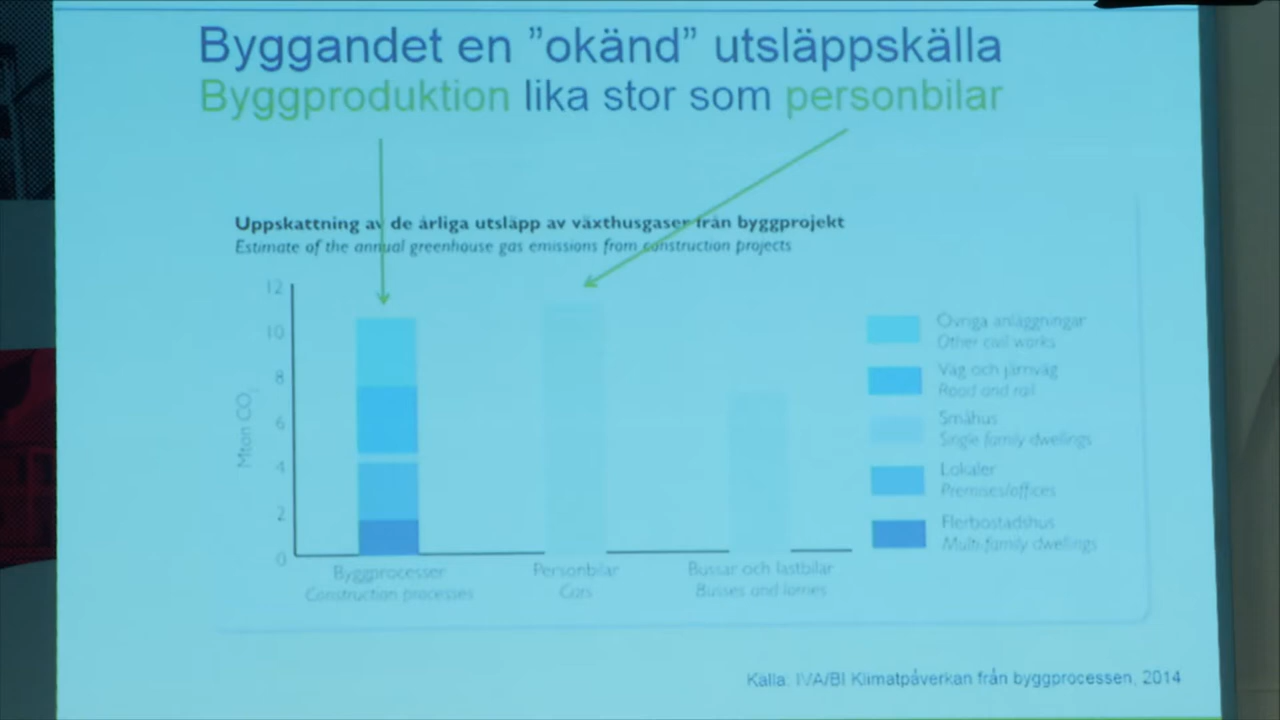 Byggandet en ”okänd” utsläppskälla
Byggproduktion lika stor som personbilar
Uppskattning av de årliga utsläpp av växthusgaser från byggprojekt
Estimate of the annual greenhouse gas emissions from construction projects
12
10
8
6
4
2
0
Mton CO2
Byggprocesser
Construction processes
Personbilar
Cars
Bussar och lastbilar
Busses and lorries
Övriga anläggningar
Other civil works
Väg och järnväg
Road and rail
Småhus
Single family dwellings
Lokaler
Premises/offices
Flerbostadshus
Multi-family dwellings
Källa: IVA/BI Klimatpåverkan från byggprocessen, 2014